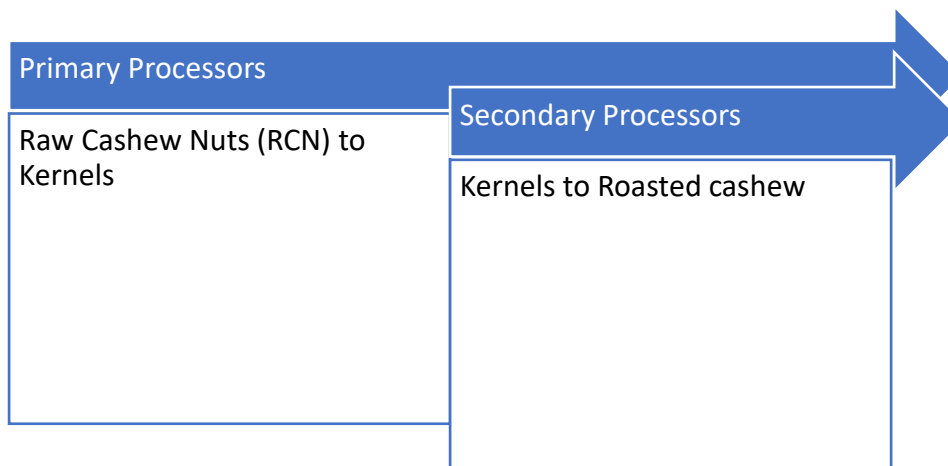 Primary Processors
Raw Cashew Nuts (RCN) to
Kernels
Secondary Processors
Kernels to Roasted cashew